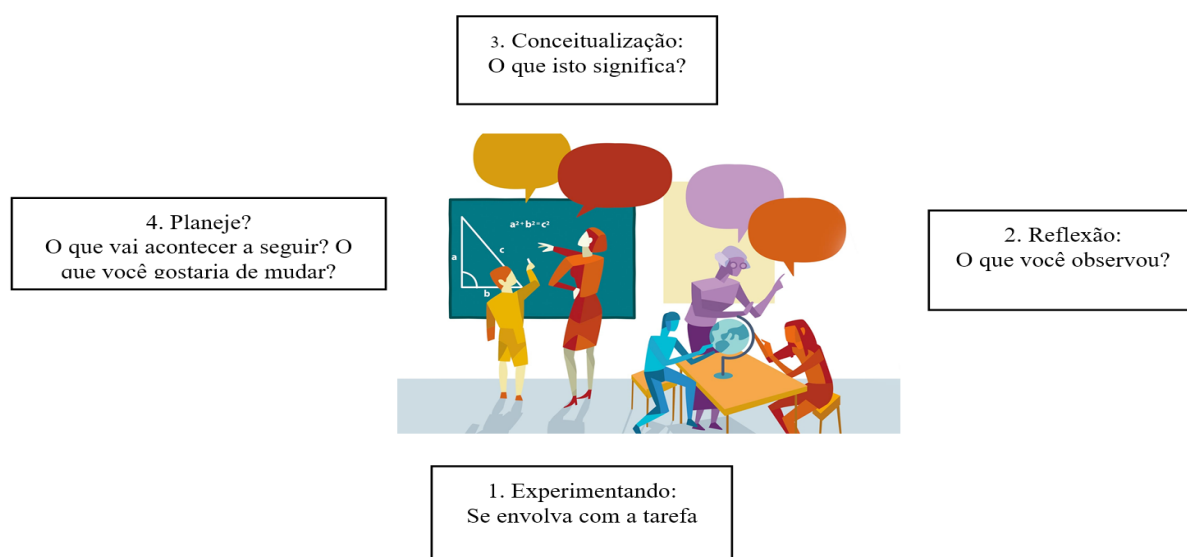 3. Conceitualização:
O que isto significa?
4. Planeje?
O que vai acontecer a seguir? O
que você gostaria de mudar?
a²+b²=c²
a
c
b
2. Reflexão:
O que você observou?
1. Experimentando:
Se envolva com a tarefa